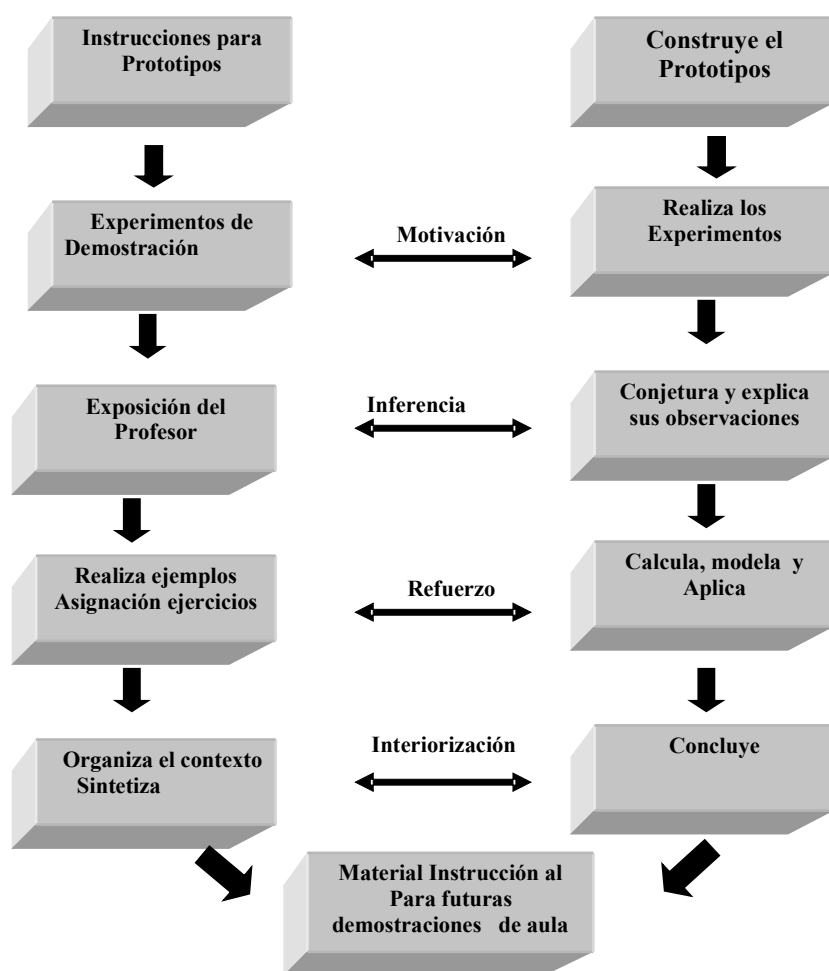 Instrucciones para
Prototipos
Construye el
Prototipos
Experimentos de
Demostración
Motivación
Realiza los
Experimentos
Exposición del
Profesor
Inferencia
Conjetura y explica
sus observaciones
Realiza ejemplos
Asignación ejercicios
Refuerzo
Calcula, modela y
Aplica
Organiza el contexto
Sintetiza
Interiorización
Concluye
Material Instrucción al
Para futuras
demostraciones de aula